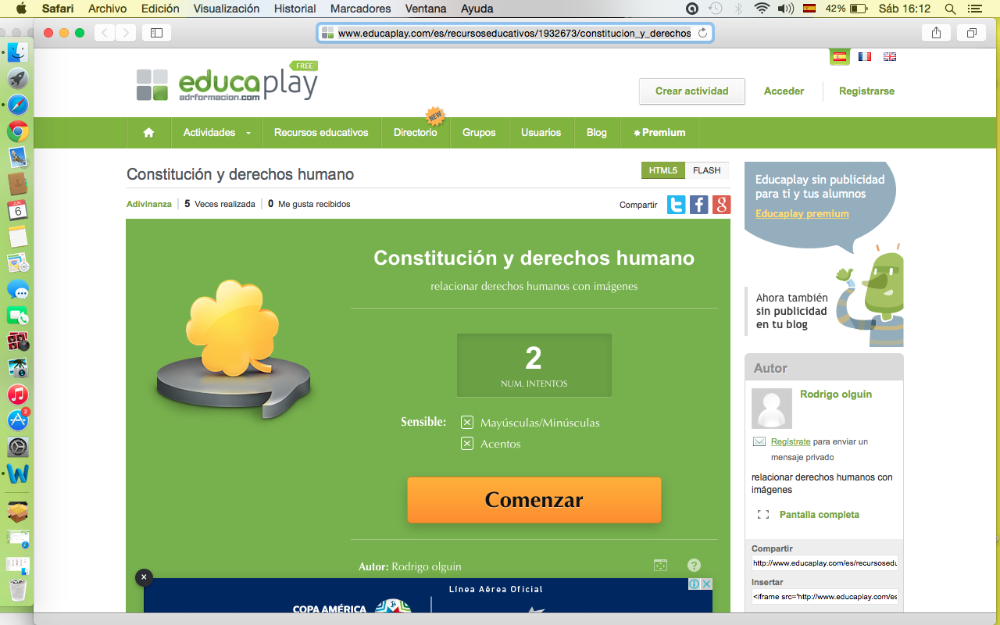 Safari Archivo Edición Visualización Historial Marcadores Ventana Ayuda 42% Sáb 16:12
www.educaplay.com/es/recursoseducativos/1932673/constitucion_y_derechos
FREE
educaplay
adrformacion.com
Crear actividad Acceder Registrarse
NEW
Actividades Recursos educativos Directorio Grupos Usuarios Blog Premium
Constitución y derechos humano
HTML5 FLASH
Adivinanza 5 Veces realizada 0 Me gusta recibidos
Compartir
Constitución y derechos humano
relacionar derechos humanos con imágenes
2
NUM. INTENTOS
Sensible: Mayúsculas/Minúsculas
Acentos
Comenzar
Autor: Rodrigo olguin
Línea Aérea Oficial
COPA AMÉRICA
Educaplay sin publicidad
para ti y tus alumnos
Educaplay premium
Ahora también
sin publicidad
en tu blog
Autor
Rodrigo olguin
Regístrate para enviar un
mensaje privado
relacionar derechos humanos con
imágenes
Pantalla completa
Compartir
http://www.educaplay.com/es/recursosedu
Insertar
<iframe src='http://www.educaplay.com/es
JUN
6
2